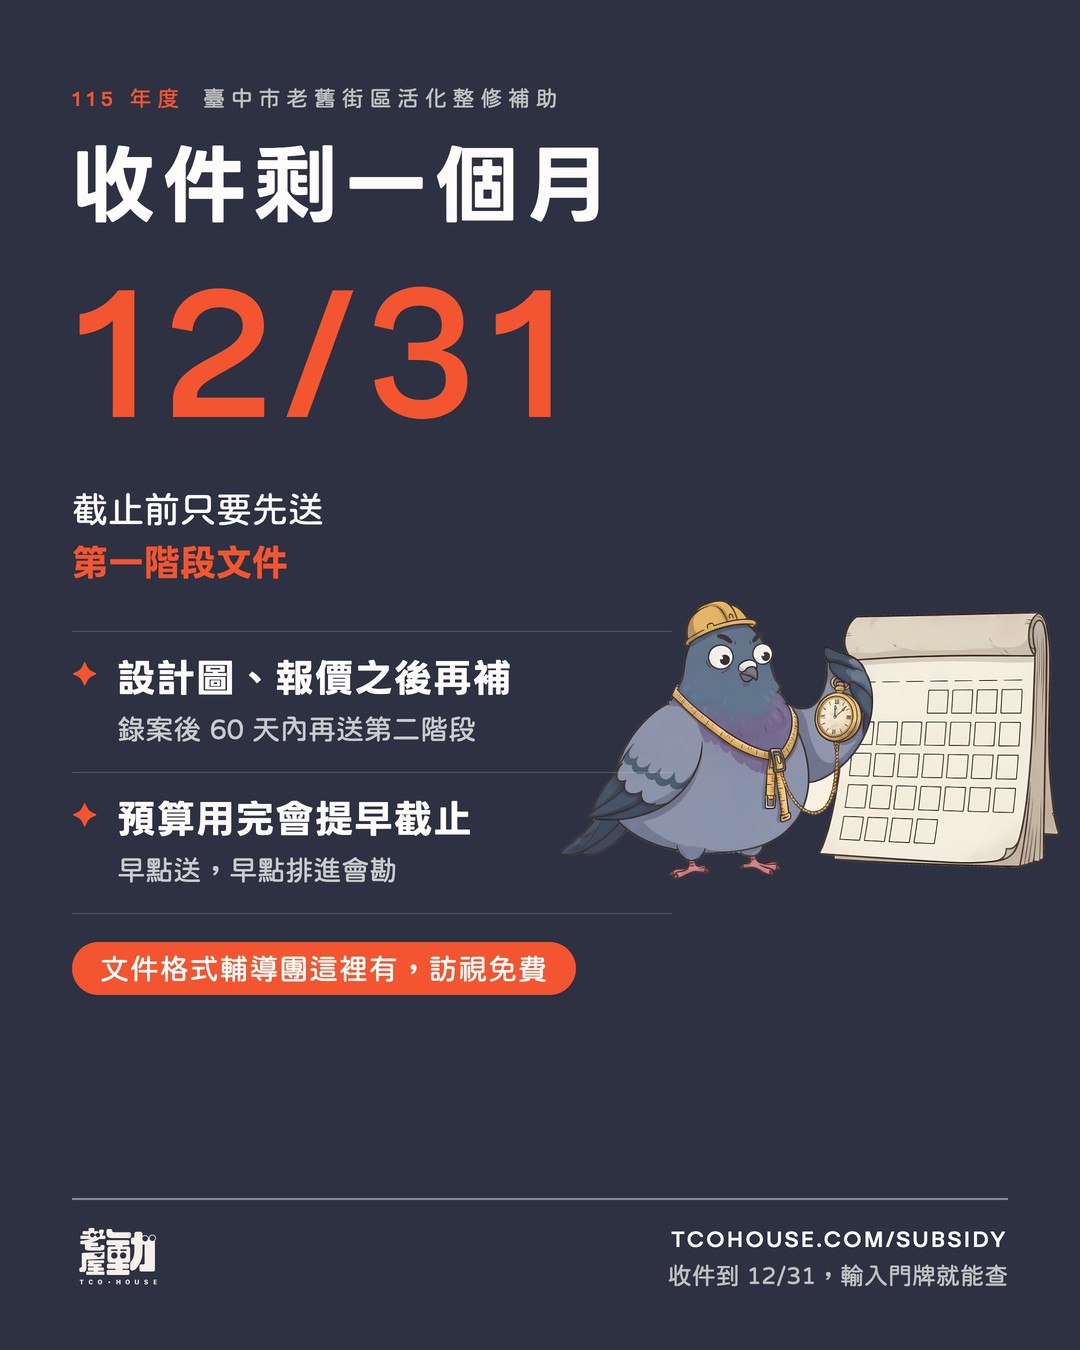 115 年度 臺中市老舊街區活化整修補助
收件剩一個月
12/31
截止前只要先送
第一階段文件
設計圖、報價之後再補
錄案後 60 天內再送第二階段
預算用完會提早截止
早點送，早點排進會勘
文件格式輔導團這裡有，訪視免費
老屋動
TCO·HOUSE
TCOHOUSE.COM/SUBSIDY
收件到 12/31，輸入門牌就能查